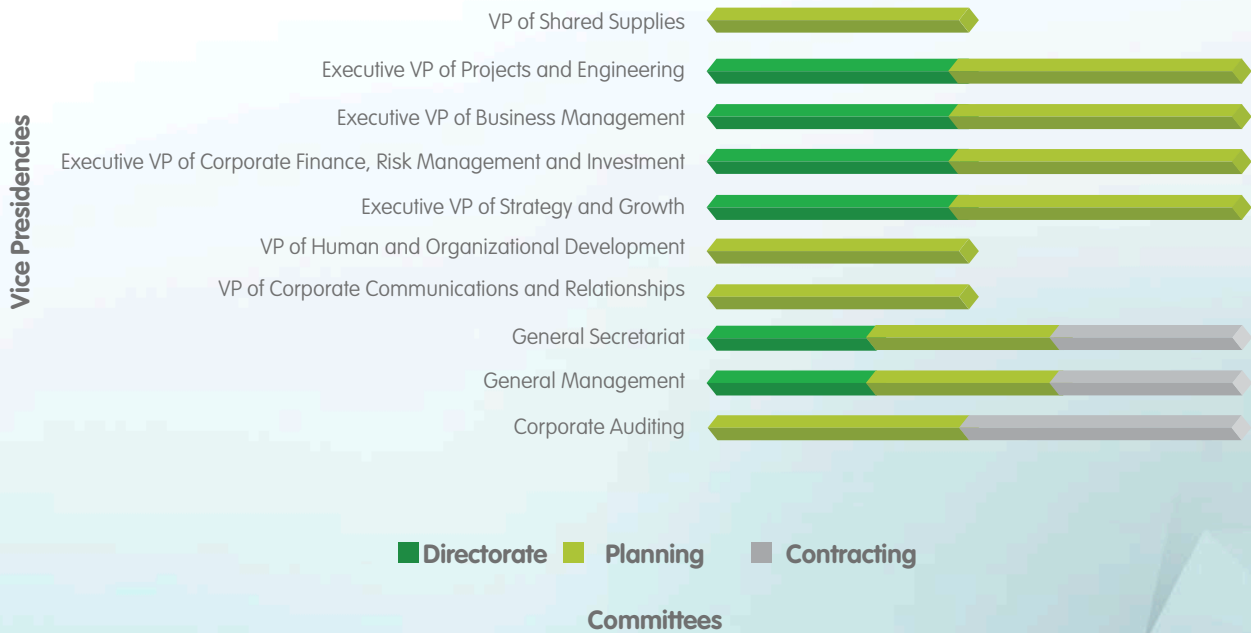 Vice Presidencies
VP of Shared Supplies
Executive VP of Projects and Engineering
Executive VP of Business Management
Executive VP of Corporate Finance, Risk Management and Investment
Executive VP of Strategy and Growth
VP of Human and Organizational Development
VP of Corporate Communications and Relationships
General Secretariat
General Management
Corporate Auditing
Directorate Planning Contracting
Committees